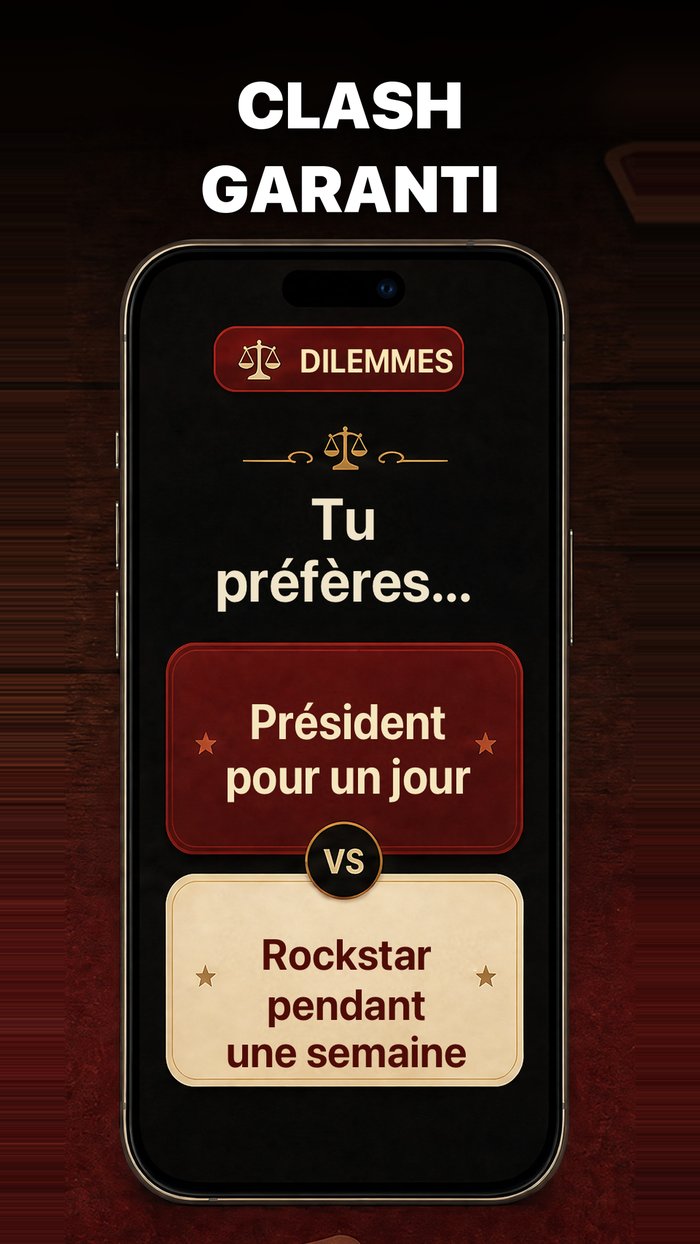 CLASH
GARANTI
DILEMMES
Tu
préfères...
Président
pour un jour
VS
Rockstar
pendant
une semaine